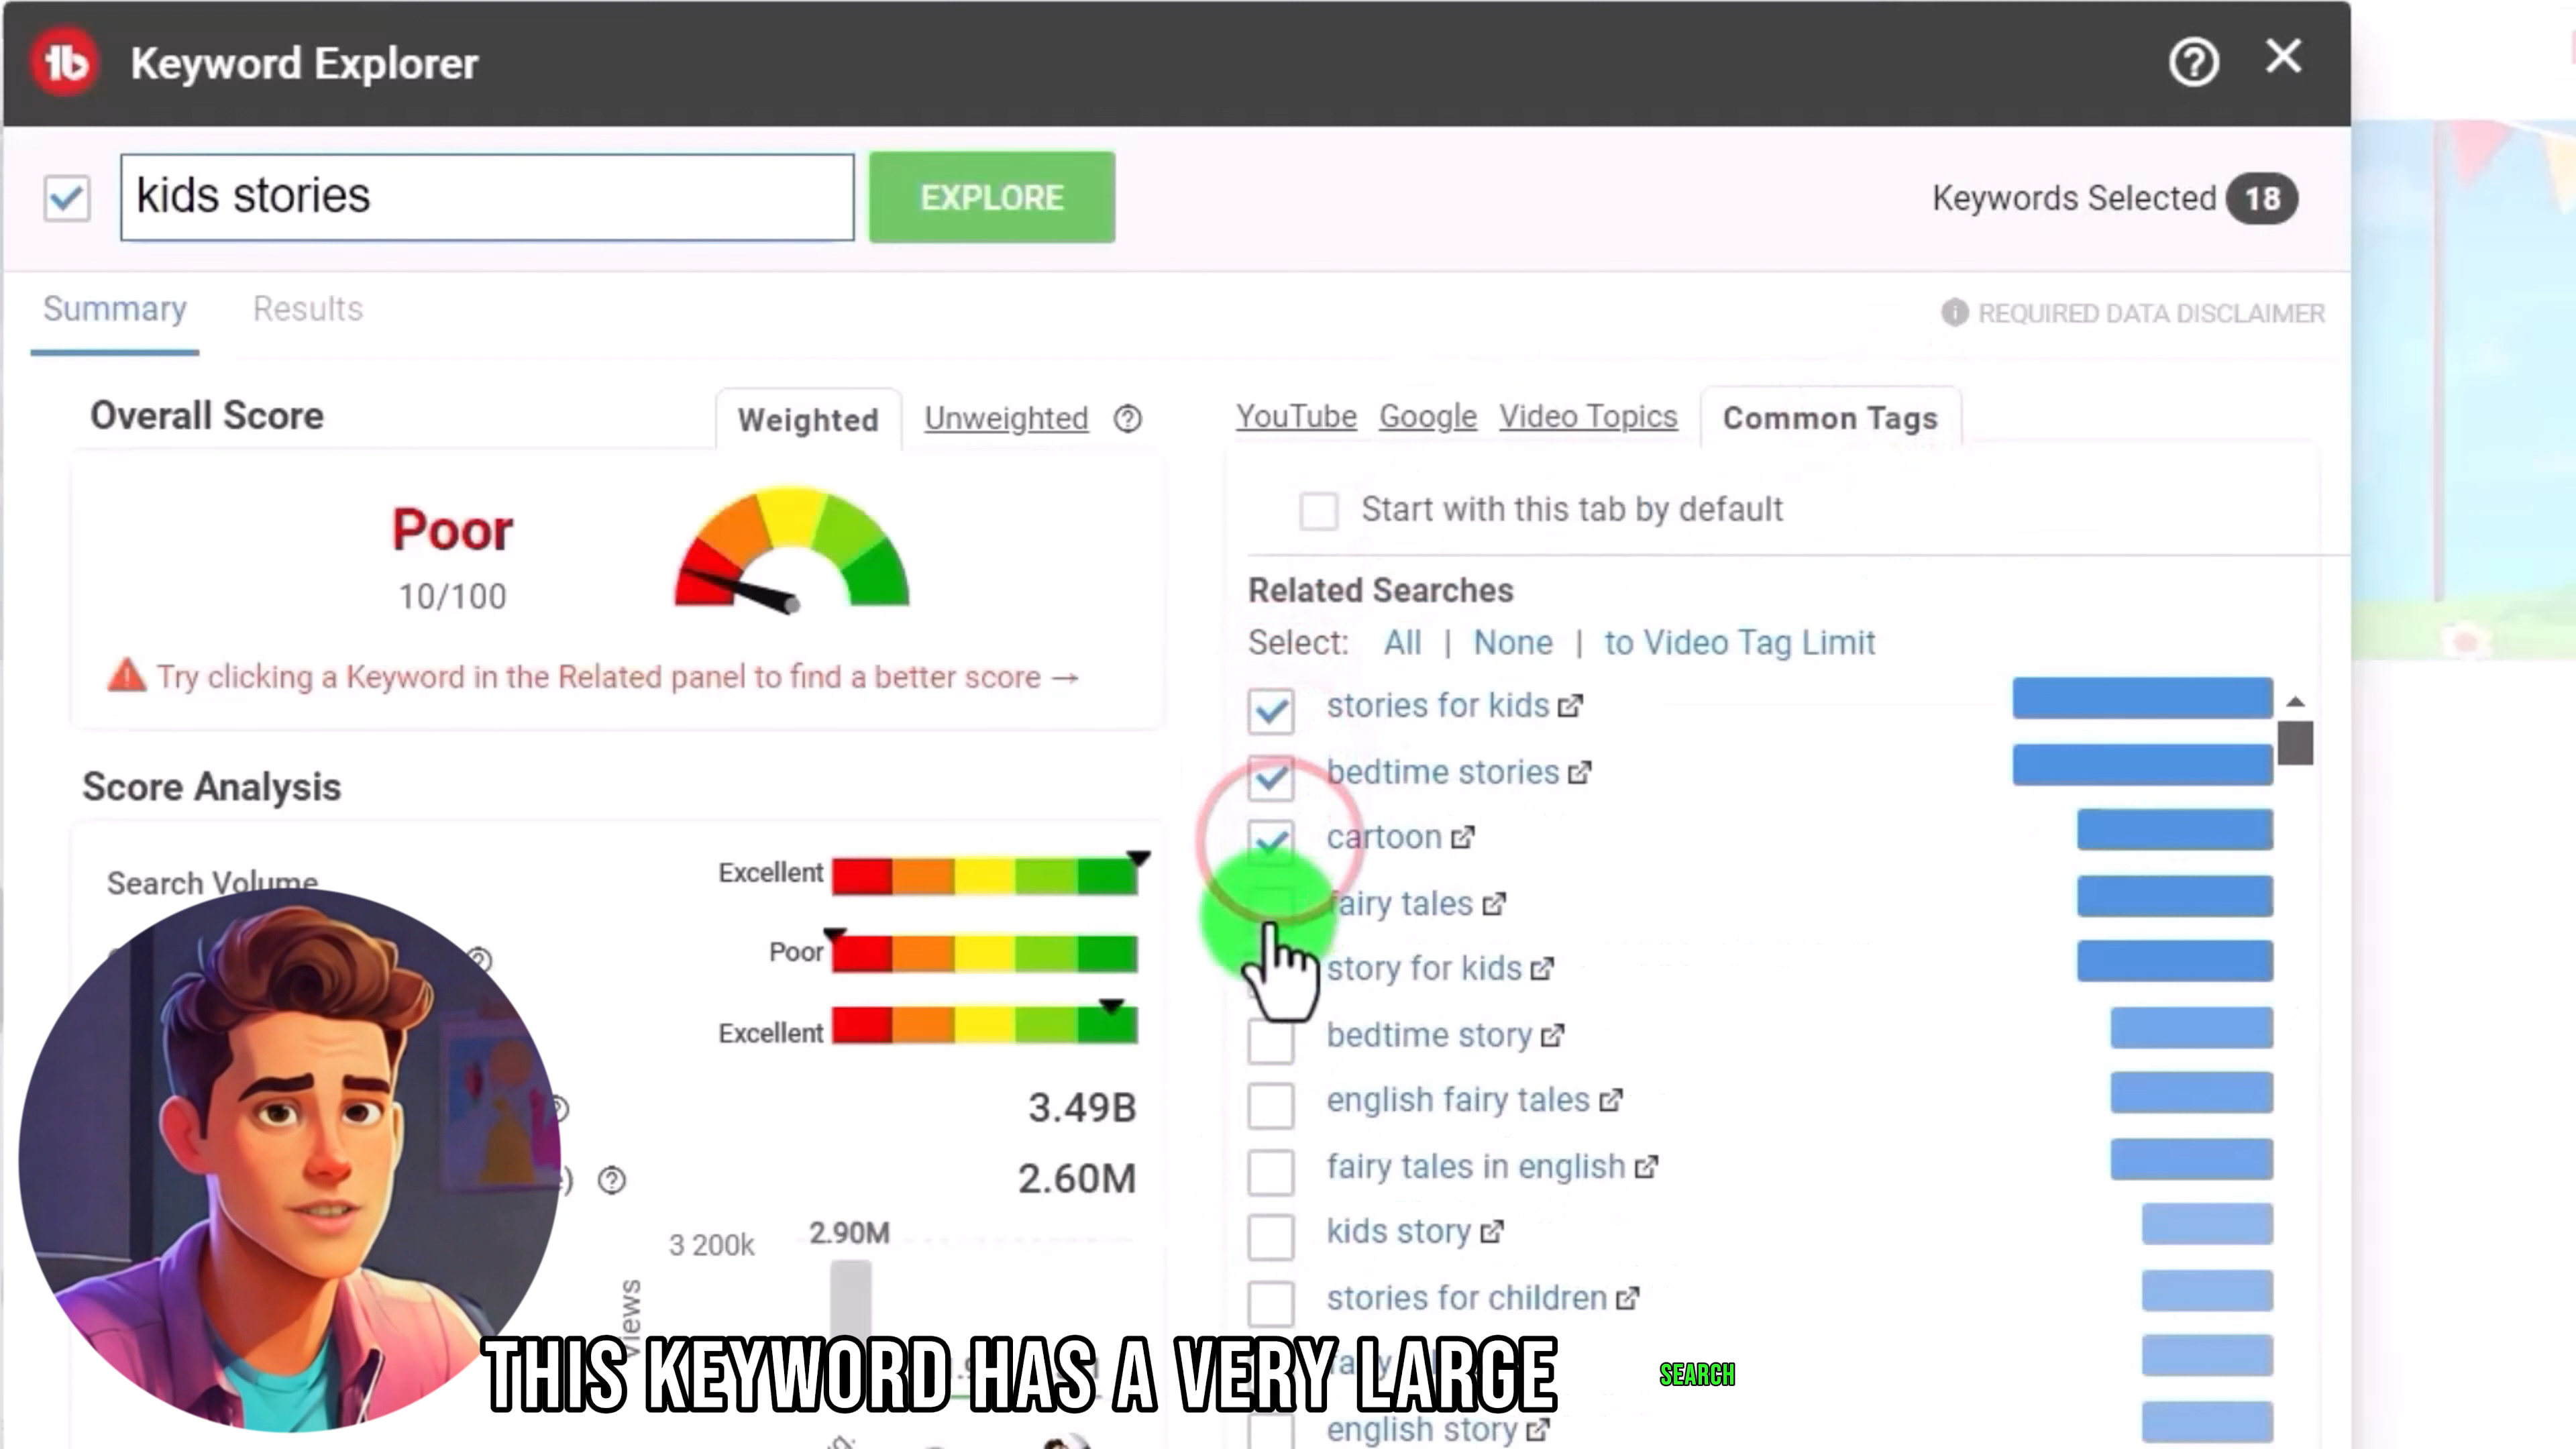 tb Keyword Explorer
kids stories
EXPLORE
Keywords Selected 18
Summary Results
REQUIRED DATA DISCLAIMER
Overall Score
Weighted Unweighted
Poor
10/100
Try clicking a Keyword in the Related panel to find a better score →
Score Analysis
Search Volume
Excellent
Poor
Excellent
3.49B
2.60M
2.90M
3 200k
Views
YouTube Google Video Topics Common Tags
Start with this tab by default
Related Searches
Select: All | None | to Video Tag Limit
stories for kids
bedtime stories
cartoon
fairy tales
story for kids
bedtime story
english fairy tales
fairy tales in english
kids story
stories for children
english story
THIS KEYWORD HAS A VERY LARGE SEARCH